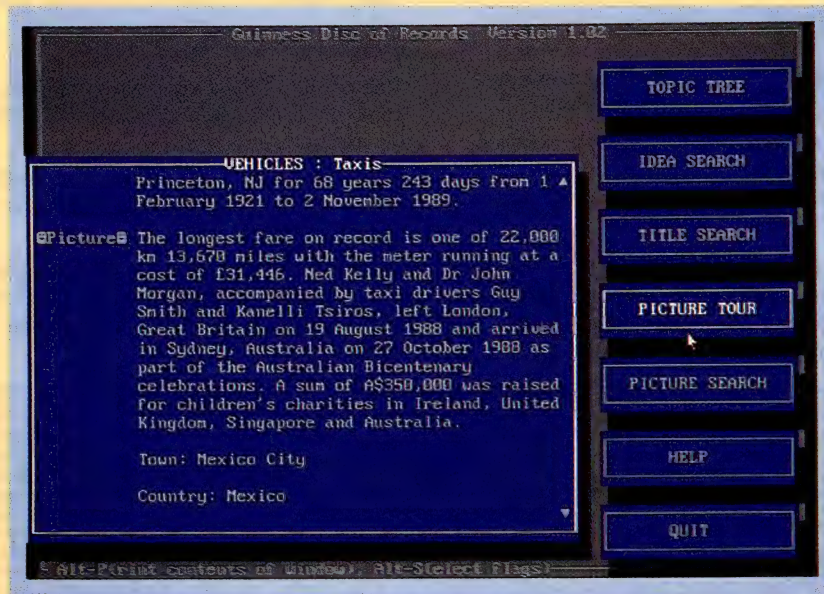 Guinness Disc of Records Version 1.02
VEHICLES : Taxis
Princeton, NJ for 68 years 243 days from 1
February 1921 to 2 November 1989.
Picture The longest fare on record is one of 22,000
km 13,670 miles with the meter running at a
cost of £31,446. Ned Kelly and Dr John
Morgan, accompanied by taxi drivers Guy
Smith and Kanelli Tsiros, left London,
Great Britain on 19 August 1988 and arrived
in Sydney, Australia on 27 October 1988 as
part of the Australian Bicentenary
celebrations. A sum of A$350,000 was raised
for children's charities in Ireland, United
Kingdom, Singapore and Australia.
Town: Mexico City
Country: Mexico
TOPIC TREE
IDEA SEARCH
TITLE SEARCH
PICTURE TOUR
PICTURE SEARCH
HELP
QUIT
Alt-P(rint contents of window), Alt-S(elect Flags)